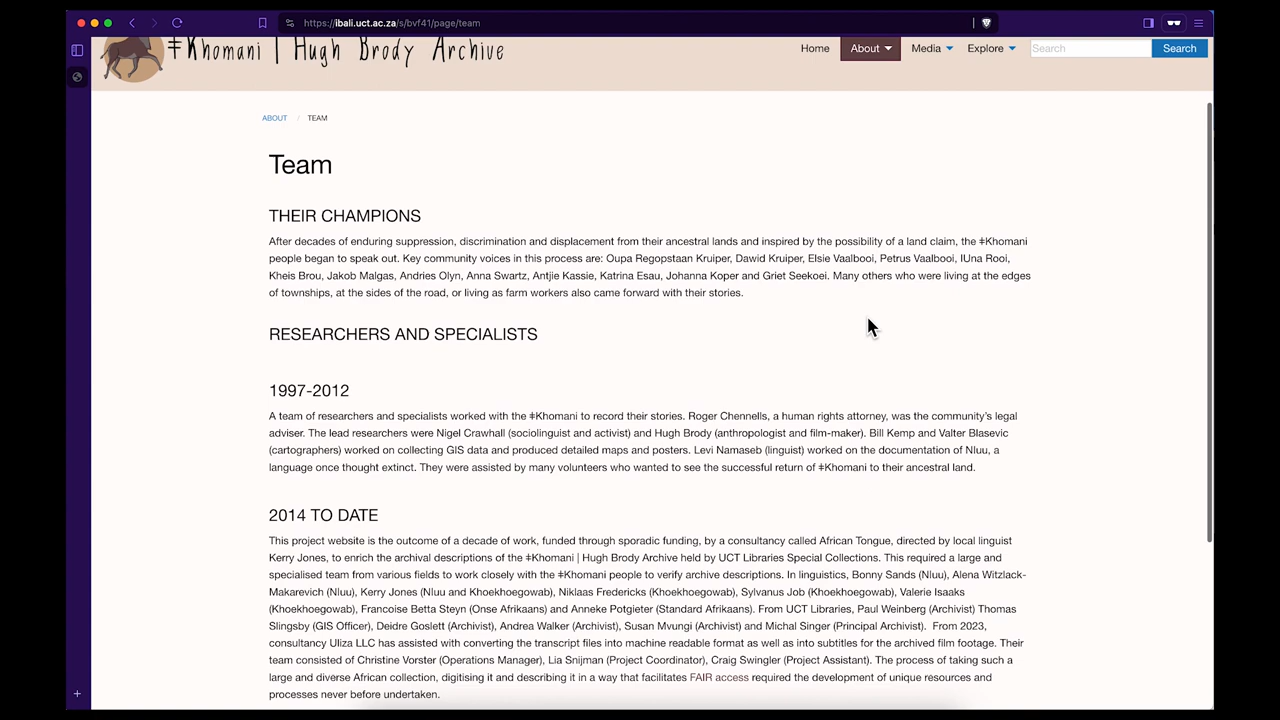 https://ibali.uct.ac.za/s/bvf41/page/team
ǂKhomani | Hugh Brody Archive
Home About Media Explore Search Search
ABOUT / TEAM
Team
THEIR CHAMPIONS
After decades of enduring suppression, discrimination and displacement from their ancestral lands and inspired by the possibility of a land claim, the ǂKhomani
people began to speak out. Key community voices in this process are: Oupa Regopstaan Kruiper, Dawid Kruiper, Elsie Vaalbooi, Petrus Vaalbooi, IUna Rooi,
Kheis Brou, Jakob Malgas, Andries Olyn, Anna Swartz, Antjie Kassie, Katrina Esau, Johanna Koper and Griet Seekoei. Many others who were living at the edges
of townships, at the sides of the road, or living as farm workers also came forward with their stories.
RESEARCHERS AND SPECIALISTS
1997-2012
A team of researchers and specialists worked with the ǂKhomani to record their stories. Roger Chennells, a human rights attorney, was the community's legal
adviser. The lead researchers were Nigel Crawhall (sociolinguist and activist) and Hugh Brody (anthropologist and film-maker). Bill Kemp and Valter Blasevic
(cartographers) worked on collecting GIS data and produced detailed maps and posters. Levi Namaseb (linguist) worked on the documentation of Nluu, a
language once thought extinct. They were assisted by many volunteers who wanted to see the successful return of ǂKhomani to their ancestral land.
2014 TO DATE
This project website is the outcome of a decade of work, funded through sporadic funding, by a consultancy called African Tongue, directed by local linguist
Kerry Jones, to enrich the archival descriptions of the ǂKhomani | Hugh Brody Archive held by UCT Libraries Special Collections. This required a large and
specialised team from various fields to work closely with the ǂKhomani people to verify archive descriptions. In linguistics, Bonny Sands (Nluu), Alena Witzlack-
Makarevich (Nluu), Kerry Jones (Nluu and Khoekhoegowab), Niklaas Fredericks (Khoekhoegowab), Sylvanus Job (Khoekhoegowab), Valerie Isaaks
(Khoekhoegowab), Francoise Betta Steyn (Onse Afrikaans) and Anneke Potgieter (Standard Afrikaans). From UCT Libraries, Paul Weinberg (Archivist) Thomas
Slingsby (GIS Officer), Deidre Goslett (Archivist), Andrea Walker (Archivist), Susan Mvungi (Archivist) and Michal Singer (Principal Archivist).  From 2023,
consultancy Uliza LLC has assisted with converting the transcript files into machine readable format as well as into subtitles for the archived film footage. Their
team consisted of Christine Vorster (Operations Manager), Lia Snijman (Project Coordinator), Craig Swingler (Project Assistant). The process of taking such a
large and diverse African collection, digitising it and describing it in a way that facilitates FAIR access required the development of unique resources and
processes never before undertaken.